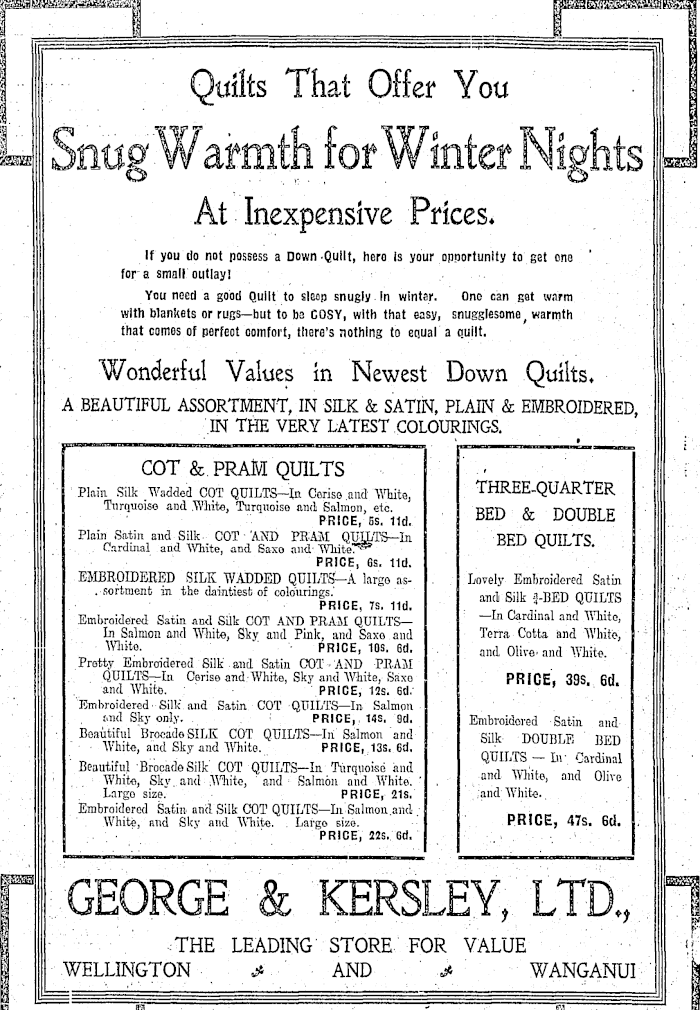 Quilts That Offer You
Snug Warmth for Winter Nights
At Inexpensive Prices.
If you do not possess a Down Quilt, here is your opportunity to get one
for a small outlay!
You need a good Quilt to sleep snugly in winter. One can get warm
with blankets or rugs—but to be COSY, with that easy, snugglesome, warmth
that comes of perfect comfort, there's nothing to equal a quilt.
Wonderful Values in Newest Down Quilts.
A BEAUTIFUL ASSORTMENT, IN SILK & SATIN, PLAIN & EMBROIDERED,
IN THE VERY LATEST COLOURINGS.
COT & PRAM QUILTS
Plain Silk Wadded COT QUILTS—In Cerise and White,
Turquoise and White, Turquoise and Salmon, etc.
PRICE, 5s. 11d.
Plain Satin and Silk COT AND PRAM QUILTS—In
Cardinal and White, and Saxe and White.
PRICE, 6s. 11d.
EMBROIDERED SILK WADDED QUILTS—A large as-
sortment in the daintiest of colourings.
PRICE, 7s. 11d.
Embroidered Satin and Silk COT AND PRAM QUILTS—
In Salmon and White, Sky and Pink, and Saxe and
White. PRICE, 10s. 6d.
Pretty Embroidered Silk and Satin COT AND PRAM
QUILTS—In Cerise and White, Sky and White, Saxe
and White. PRICE, 12s. 6d.
Embroidered Silk and Satin COT QUILTS—In Salmon
and Sky only. PRICE, 14s. 9d.
Beautiful Brocade SILK COT QUILTS—In Salmon and
White, and Sky and White. PRICE, 13s. 6d.
Beautiful Brocade Silk COT QUILTS—In Turquoise and
White, Sky and White, and Salmon and White.
Large size. PRICE, 21s.
Embroidered Satin and Silk COT QUILTS—In Salmon and
White, and Sky and White. Large size.
PRICE, 22s. 6d.
THREE-QUARTER
BED & DOUBLE
BED QUILTS.
Lovely Embroidered Satin
and Silk ¾-BED QUILTS
—In Cardinal and White,
Terra Cotta and White,
and Olive and White.
PRICE, 39s. 6d.
Embroidered Satin and
Silk DOUBLE BED
QUILTS — In Cardinal
and White, and Olive
and White.
PRICE, 47s. 6d.
GEORGE & KERSLEY, LTD.,
THE LEADING STORE FOR VALUE
WELLINGTON AND WANGANUI